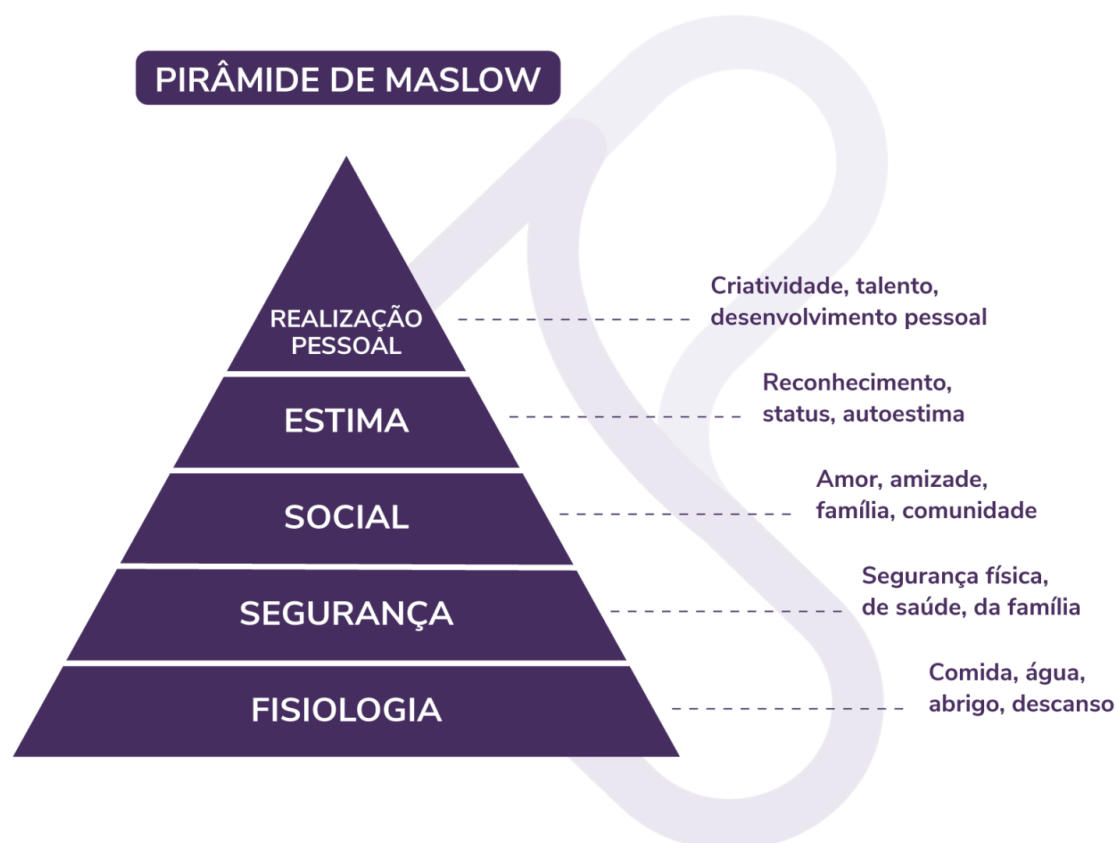 PIRÂMIDE DE MASLOW
REALIZAÇÃO
PESSOAL
Criatividade, talento,
desenvolvimento pessoal
ESTIMA
Reconhecimento,
status, autoestima
SOCIAL
Amor, amizade,
família, comunidade
SEGURANÇA
Segurança física,
de saúde, da família
FISIOLOGIA
Comida, água,
abrigo, descanso